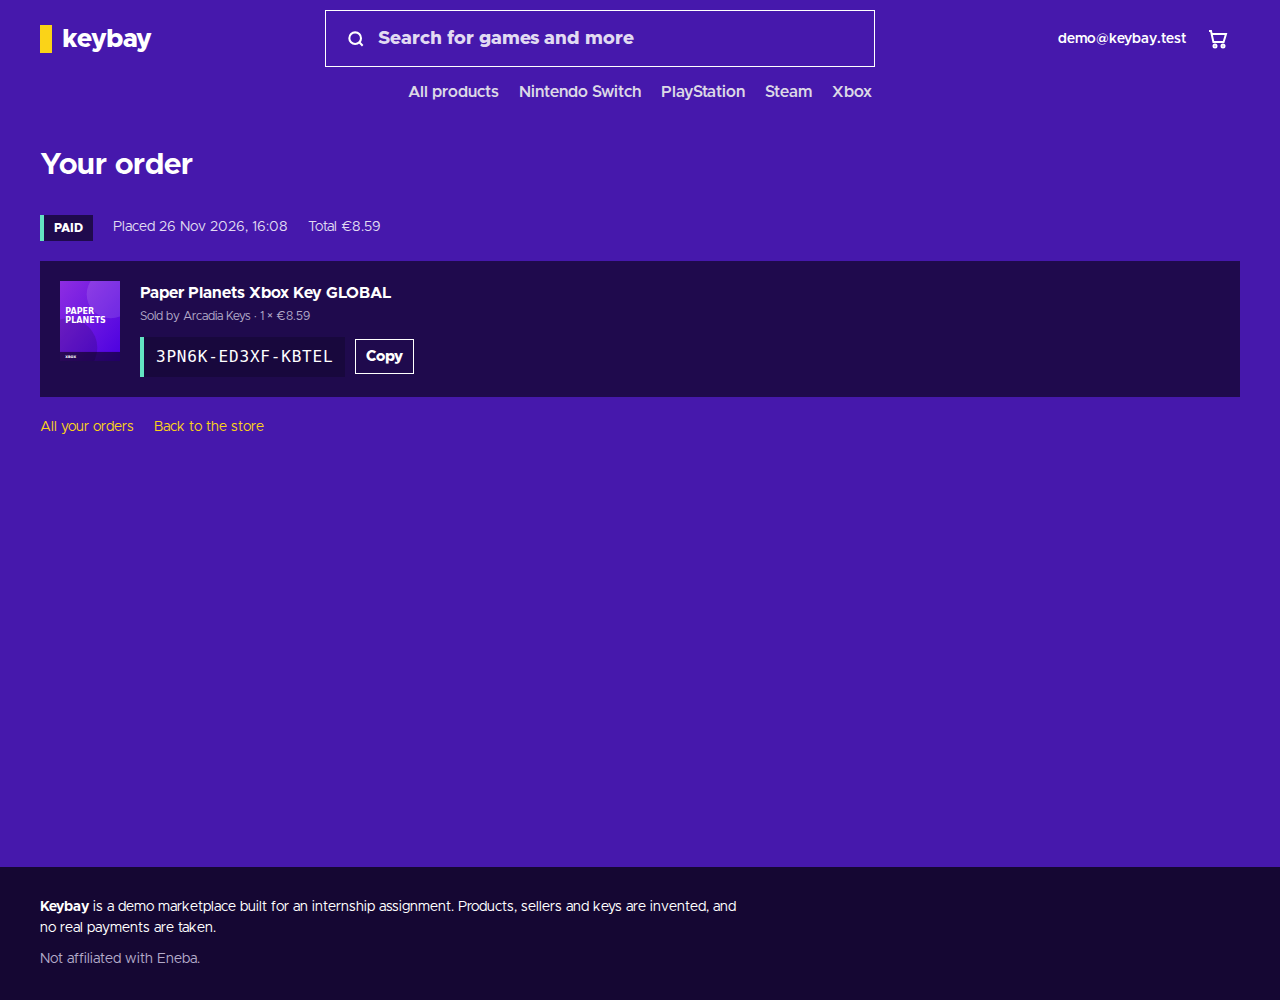 keybay
Search for games and more
demo@keybay.test
All products Nintendo Switch PlayStation Steam Xbox
Your order
PAID Placed 26 Nov 2026, 16:08 Total €8.59
PAPER
PLANETS
XBOX
Paper Planets Xbox Key GLOBAL
Sold by Arcadia Keys · 1 × €8.59
3PN6K-ED3XF-KBTEL Copy
All your orders Back to the store
Keybay is a demo marketplace built for an internship assignment. Products, sellers and keys are invented, and
no real payments are taken.
Not affiliated with Eneba.